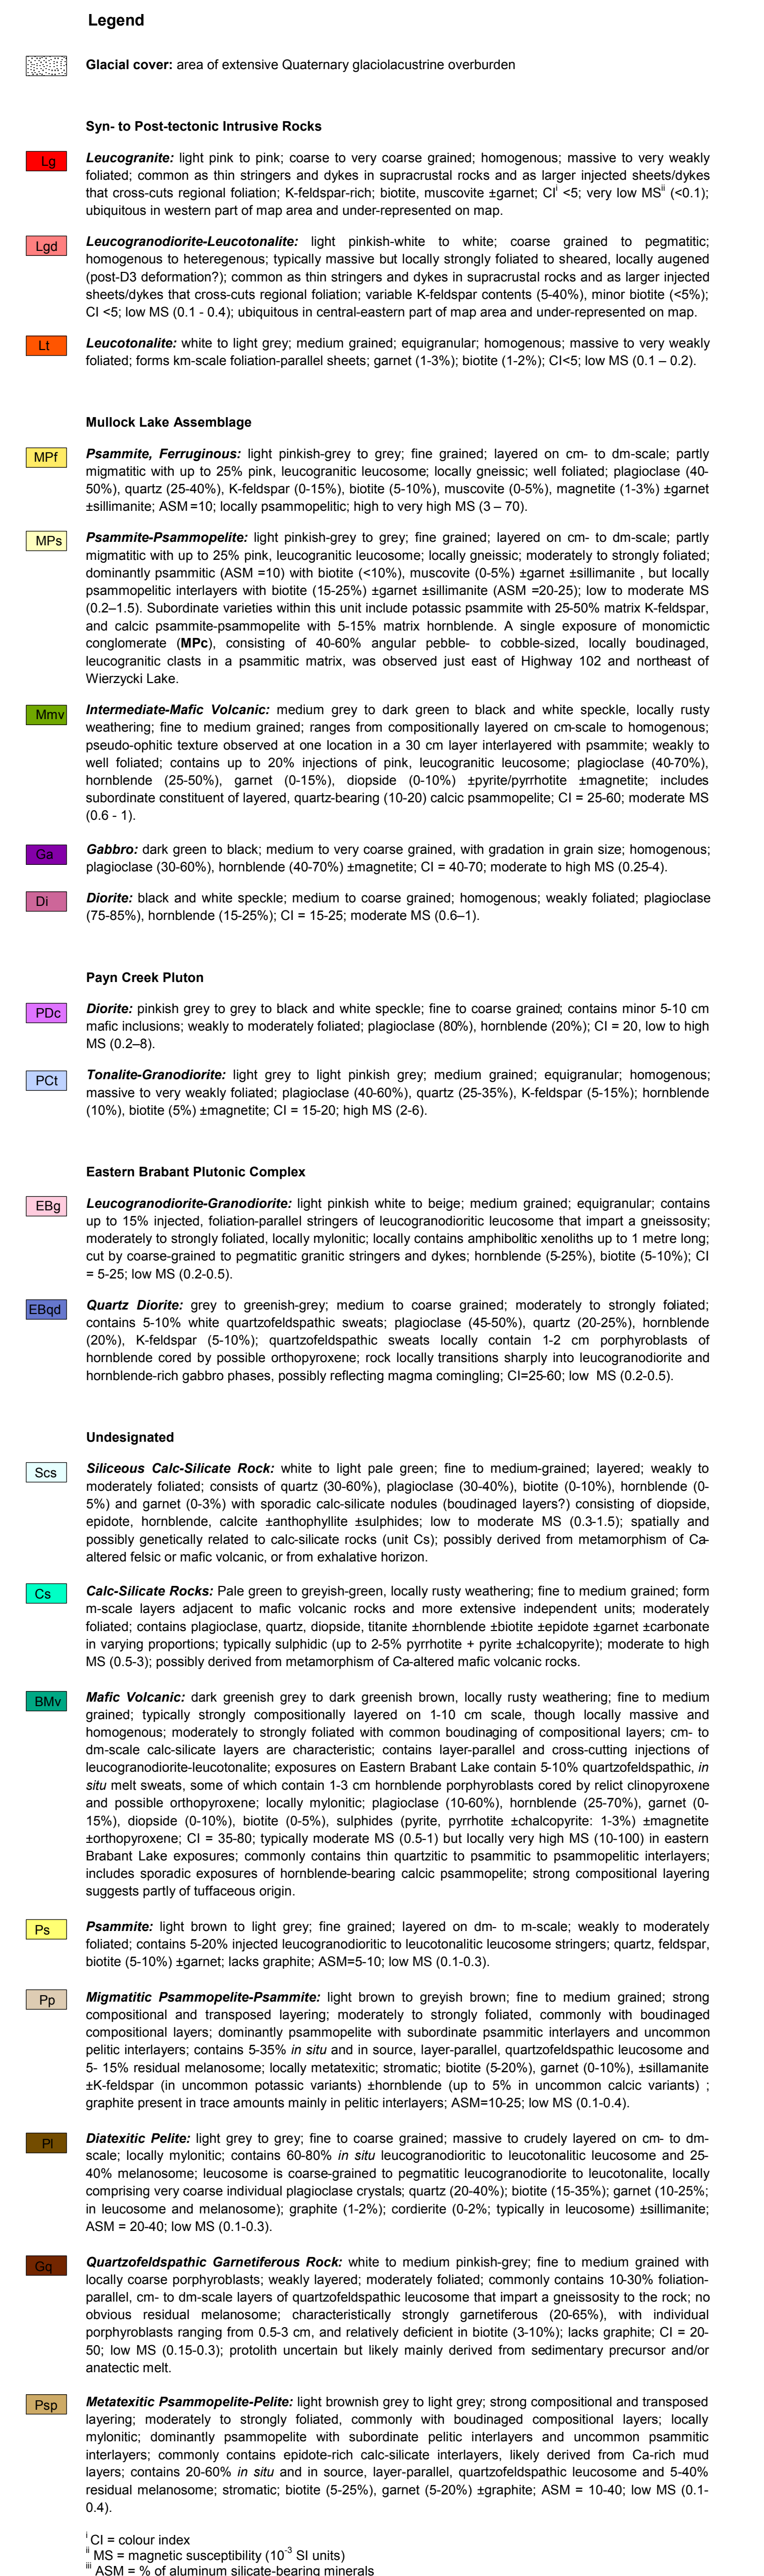 Legend
Glacial cover: area of extensive Quaternary glaciolacustrine overburden
Syn- to Post-tectonic Intrusive Rocks
Lg
Leucogranite: light pink to pink; coarse to very coarse grained; homogenous; massive to very weakly
foliated; common as thin stringers and dykes in supracrustal rocks and as larger injected sheets/dykes
that cross-cuts regional foliation; K-feldspar-rich; biotite, muscovite ±garnet; CIⁱ <5; very low MSⁱⁱ (<0.1);
ubiquitous in western part of map area and under-represented on map.
Lgd
Leucogranodiorite-Leucotonalite: light pinkish-white to white; coarse grained to pegmatitic;
homogenous to heteregenous; typically massive but locally strongly foliated to sheared, locally augened
(post-D3 deformation?); common as thin stringers and dykes in supracrustal rocks and as larger injected
sheets/dykes that cross-cuts regional foliation; variable K-feldspar contents (5-40%), minor biotite (<5%);
CI <5; low MS (0.1 - 0.4); ubiquitous in central-eastern part of map area and under-represented on map.
Lt
Leucotonalite: white to light grey; medium grained; equigranular; homogenous; massive to very weakly
foliated; forms km-scale foliation-parallel sheets; garnet (1-3%); biotite (1-2%); CI<5; low MS (0.1 – 0.2).
Mullock Lake Assemblage
MPf
Psammite, Ferruginous: light pinkish-grey to grey; fine grained; layered on cm- to dm-scale; partly
migmatitic with up to 25% pink, leucogranitic leucosome; locally gneissic; well foliated; plagioclase (40-
50%), quartz (25-40%), K-feldspar (0-15%), biotite (5-10%), muscovite (0-5%), magnetite (1-3%) ±garnet
±sillimanite; ASM =10; locally psammopelitic; high to very high MS (3 – 70).
MPs
Psammite-Psammopelite: light pinkish-grey to grey; fine grained; layered on cm- to dm-scale; partly
migmatitic with up to 25% pink, leucogranitic leucosome; locally gneissic; moderately to strongly foliated;
dominantly psammitic (ASM =10) with biotite (<10%), muscovite (0-5%) ±garnet ±sillimanite , but locally
psammopelitic interlayers with biotite (15-25%) ±garnet ±sillimanite (ASM =20-25); low to moderate MS
(0.2–1.5). Subordinate varieties within this unit include potassic psammite with 25-50% matrix K-feldspar,
and calcic psammite-psammopelite with 5-15% matrix hornblende. A single exposure of monomictic
conglomerate (MPc), consisting of 40-60% angular pebble- to cobble-sized, locally boudinaged,
leucogranitic clasts in a psammitic matrix, was observed just east of Highway 102 and northeast of
Wierzycki Lake.
Mmv
Intermediate-Mafic Volcanic: medium grey to dark green to black and white speckle, locally rusty
weathering; fine to medium grained; ranges from compositionally layered on cm-scale to homogenous;
pseudo-ophitic texture observed at one location in a 30 cm layer interlayered with psammite; weakly to
well foliated; contains up to 20% injections of pink, leucogranitic leucosome; plagioclase (40-70%),
hornblende (25-50%), garnet (0-15%), diopside (0-10%) ±pyrite/pyrrhotite ±magnetite; includes
subordinate constituent of layered, quartz-bearing (10-20) calcic psammopelite; CI = 25-60; moderate MS
(0.6 - 1).
Ga
Gabbro: dark green to black; medium to very coarse grained, with gradation in grain size; homogenous;
plagioclase (30-60%), hornblende (40-70%) ±magnetite; CI = 40-70; moderate to high MS (0.25-4).
Di
Diorite: black and white speckle; medium to coarse grained; homogenous; weakly foliated; plagioclase
(75-85%), hornblende (15-25%); CI = 15-25; moderate MS (0.6–1).
Payn Creek Pluton
PDc
Diorite: pinkish grey to grey to black and white speckle; fine to coarse grained; contains minor 5-10 cm
mafic inclusions; weakly to moderately foliated; plagioclase (80%), hornblende (20%); CI = 20, low to high
MS (0.2–8).
PCt
Tonalite-Granodiorite: light grey to light pinkish grey; medium grained; equigranular; homogenous;
massive to very weakly foliated; plagioclase (40-60%), quartz (25-35%), K-feldspar (5-15%); hornblende
(10%), biotite (5%) ±magnetite; CI = 15-20; high MS (2-6).
Eastern Brabant Plutonic Complex
EBg
Leucogranodiorite-Granodiorite: light pinkish white to beige; medium grained; equigranular; contains
up to 15% injected, foliation-parallel stringers of leucogranodioritic leucosome that impart a gneissosity;
moderately to strongly foliated, locally mylonitic; locally contains amphibolitic xenoliths up to 1 metre long;
cut by coarse-grained to pegmatitic granitic stringers and dykes; hornblende (5-25%), biotite (5-10%); CI
= 5-25; low MS (0.2-0.5).
EBqd
Quartz Diorite: grey to greenish-grey; medium to coarse grained; moderately to strongly foliated;
contains 5-10% white quartzofeldspathic sweats; plagioclase (45-50%), quartz (20-25%), hornblende
(20%), K-feldspar (5-10%); quartzofeldspathic sweats locally contain 1-2 cm porphyroblasts of
hornblende cored by possible orthopyroxene; rock locally transitions sharply into leucogranodiorite and
hornblende-rich gabbro phases, possibly reflecting magma comingling; CI=25-60; low MS (0.2-0.5).
Undesignated
Scs
Siliceous Calc-Silicate Rock: white to light pale green; fine to medium-grained; layered; weakly to
moderately foliated; consists of quartz (30-60%), plagioclase (30-40%), biotite (0-10%), hornblende (0-
5%) and garnet (0-3%) with sporadic calc-silicate nodules (boudinaged layers?) consisting of diopside,
epidote, hornblende, calcite ±anthophyllite ±sulphides; low to moderate MS (0.3-1.5); spatially and
possibly genetically related to calc-silicate rocks (unit Cs); possibly derived from metamorphism of Ca-
altered felsic or mafic volcanic, or from exhalative horizon.
Cs
Calc-Silicate Rocks: Pale green to greyish-green, locally rusty weathering; fine to medium grained; form
m-scale layers adjacent to mafic volcanic rocks and more extensive independent units; moderately
foliated; contains plagioclase, quartz, diopside, titanite ±hornblende ±biotite ±epidote ±garnet ±carbonate
in varying proportions; typically sulphidic (up to 2-5% pyrrhotite + pyrite ±chalcopyrite); moderate to high
MS (0.5-3); possibly derived from metamorphism of Ca-altered mafic volcanic rocks.
BMv
Mafic Volcanic: dark greenish grey to dark greenish brown, locally rusty weathering; fine to medium
grained; typically strongly compositionally layered on 1-10 cm scale, though locally massive and
homogenous; moderately to strongly foliated with common boudinaging of compositional layers; cm- to
dm-scale calc-silicate layers are characteristic; contains layer-parallel and cross-cutting injections of
leucogranodiorite-leucotonalite; exposures on Eastern Brabant Lake contain 5-10% quartzofeldspathic, in
situ melt sweats, some of which contain 1-3 cm hornblende porphyroblasts cored by relict clinopyroxene
and possible orthopyroxene; locally mylonitic; plagioclase (10-60%), hornblende (25-70%), garnet (0-
15%), diopside (0-10%), biotite (0-5%), sulphides (pyrite, pyrrhotite ±chalcopyrite: 1-3%) ±magnetite
±orthopyroxene; CI = 35-80; typically moderate MS (0.5-1) but locally very high MS (10-100) in eastern
Brabant Lake exposures; commonly contains thin quartzitic to psammitic to psammopelitic interlayers;
includes sporadic exposures of hornblende-bearing calcic psammopelite; strong compositional layering
suggests partly of tuffaceous origin.
Ps
Psammite: light brown to light grey; fine grained; layered on dm- to m-scale; weakly to moderately
foliated; contains 5-20% injected leucogranodioritic to leucotonalitic leucosome stringers; quartz, feldspar,
biotite (5-10%) ±garnet; lacks graphite; ASM=5-10; low MS (0.1-0.3).
Pp
Migmatitic Psammopelite-Psammite: light brown to greyish brown; fine to medium grained; strong
compositional and transposed layering; moderately to strongly foliated, commonly with boudinaged
compositional layers; dominantly psammopelite with subordinate psammitic interlayers and uncommon
pelitic interlayers; contains 5-35% in situ and in source, layer-parallel, quartzofeldspathic leucosome and
5- 15% residual melanosome; locally metatexitic; stromatic; biotite (5-20%), garnet (0-10%), ±sillamanite
±K-feldspar (in uncommon potassic variants) ±hornblende (up to 5% in uncommon calcic variants) ;
graphite present in trace amounts mainly in pelitic interlayers; ASM=10-25; low MS (0.1-0.4).
Pl
Diatexitic Pelite: light grey to grey; fine to coarse grained; massive to crudely layered on cm- to dm-
scale; locally mylonitic; contains 60-80% in situ leucogranodioritic to leucotonalitic leucosome and 25-
40% melanosome; leucosome is coarse-grained to pegmatitic leucogranodiorite to leucotonalite, locally
comprising very coarse individual plagioclase crystals; quartz (20-40%); biotite (15-35%); garnet (10-25%;
in leucosome and melanosome); graphite (1-2%); cordierite (0-2%; typically in leucosome) ±sillimanite;
ASM = 20-40; low MS (0.1-0.3).
Gq
Quartzofeldspathic Garnetiferous Rock: white to medium pinkish-grey; fine to medium grained with
locally coarse porphyroblasts; weakly layered; moderately foliated; commonly contains 10-30% foliation-
parallel, cm- to dm-scale layers of quartzofeldspathic leucosome that impart a gneissosity to the rock; no
obvious residual melanosome; characteristically strongly garnetiferous (20-65%), with individual
porphyroblasts ranging from 0.5-3 cm, and relatively deficient in biotite (3-10%); lacks graphite; CI = 20-
50; low MS (0.15-0.3); protolith uncertain but likely mainly derived from sedimentary precursor and/or
anatectic melt.
Psp
Metatexitic Psammopelite-Pelite: light brownish grey to light grey; strong compositional and transposed
layering; moderately to strongly foliated, commonly with boudinaged compositional layers; locally
mylonitic; dominantly psammopelite with subordinate pelitic interlayers and uncommon psammitic
interlayers; commonly contains epidote-rich calc-silicate interlayers, likely derived from Ca-rich mud
layers; contains 20-60% in situ and in source, layer-parallel, quartzofeldspathic leucosome and 5-40%
residual melanosome; stromatic; biotite (5-25%), garnet (5-20%) ±graphite; ASM = 10-40; low MS (0.1-
0.4).
ⁱ CI = colour index
ⁱⁱ MS = magnetic susceptibility (10⁻³ SI units)
ⁱⁱⁱ ASM = % of aluminum silicate-bearing minerals